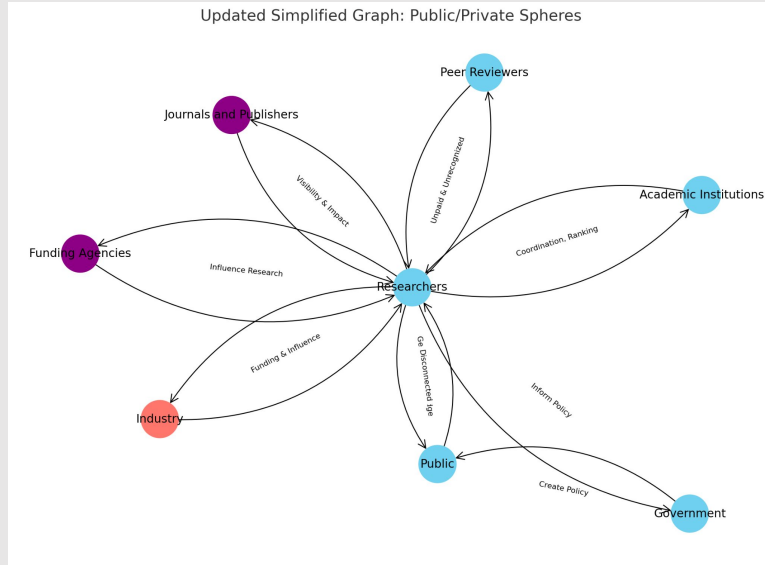 Updated Simplified Graph: Public/Private Spheres
Peer Reviewers
Journals and Publishers
Unpaid & Unrecognized
Visibility & Impact
Academic Institutions
Coordination, Ranking
Funding Agencies
Influence Research
Researchers
Funding & Influence
Disconnected
Inform Policy
Industry
Public
Create Policy
Government